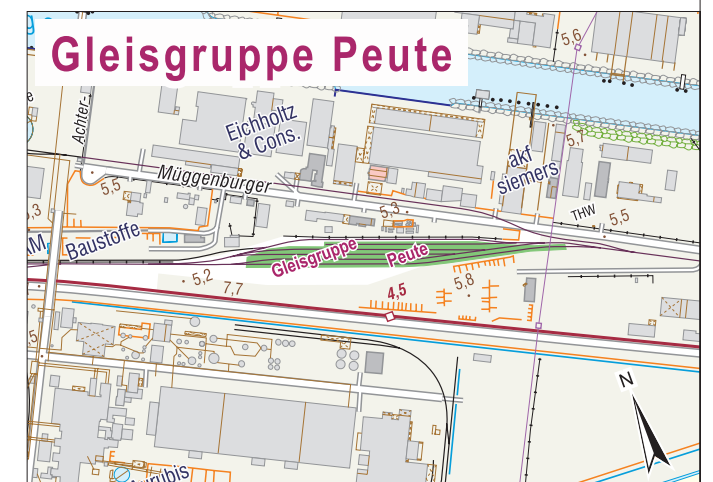 Gleisgruppe Peute
5,6
Achter-
Eichholtz
& Cons.
5,7
akf
siemers
Müggenburger
5,5
5,3
THW
5,5
Baustoffe
Gleisgruppe Peute
5,2
7,7
4,5
5,8
N